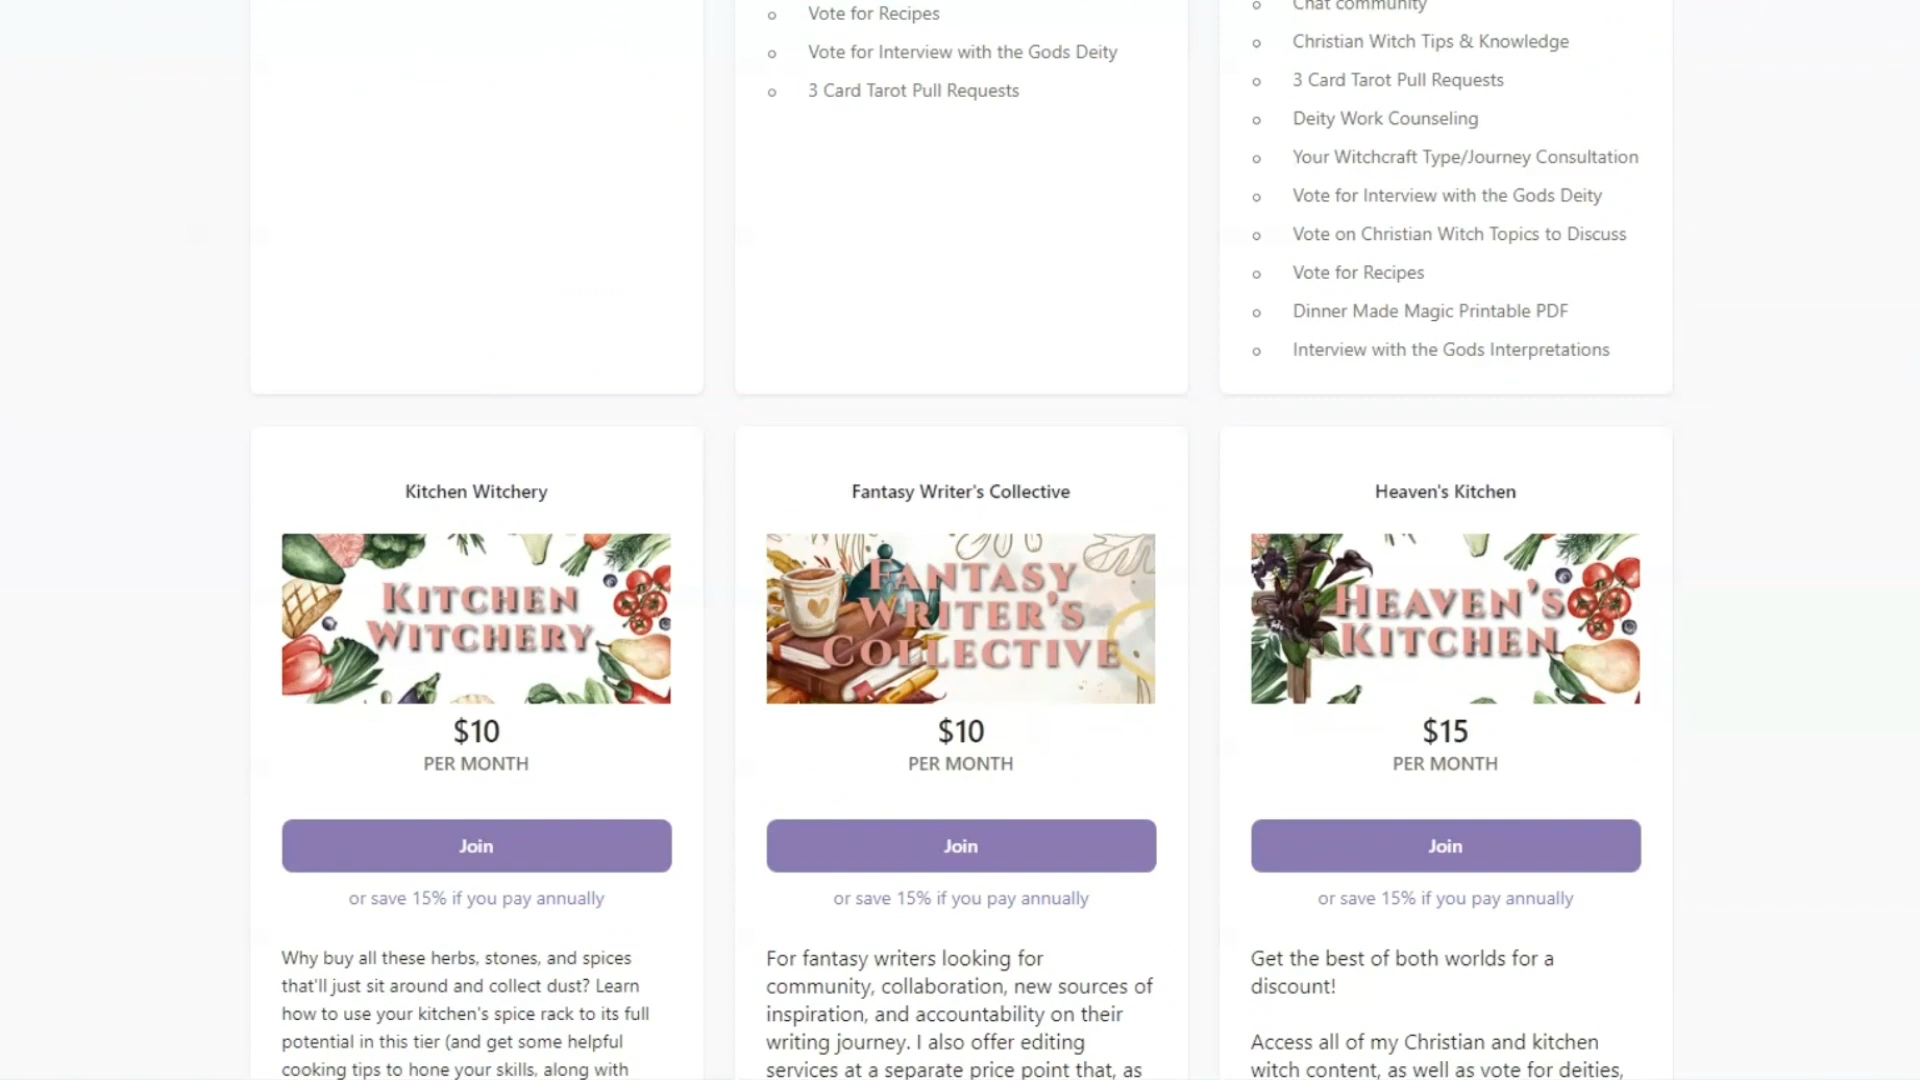 Vote for Recipes
Vote for Interview with the Gods Deity
3 Card Tarot Pull Requests
Chat community
Christian Witch Tips & Knowledge
3 Card Tarot Pull Requests
Deity Work Counseling
Your Witchcraft Type/Journey Consultation
Vote for Interview with the Gods Deity
Vote on Christian Witch Topics to Discuss
Vote for Recipes
Dinner Made Magic Printable PDF
Interview with the Gods Interpretations
Kitchen Witchery
KITCHEN
WITCHERY
$10
PER MONTH
Join
or save 15% if you pay annually
Why buy all these herbs, stones, and spices
that'll just sit around and collect dust? Learn
how to use your kitchen's spice rack to its full
potential in this tier (and get some helpful
cooking tips to hone your skills, along with
Fantasy Writer's Collective
FANTASY
WRITER'S
COLLECTIVE
$10
PER MONTH
Join
or save 15% if you pay annually
For fantasy writers looking for
community, collaboration, new sources of
inspiration, and accountability on their
writing journey. I also offer editing
services at a separate price point that, as
Heaven's Kitchen
HEAVEN'S
KITCHEN
$15
PER MONTH
Join
or save 15% if you pay annually
Get the best of both worlds for a
discount!
Access all of my Christian and kitchen
witch content, as well as vote for deities,